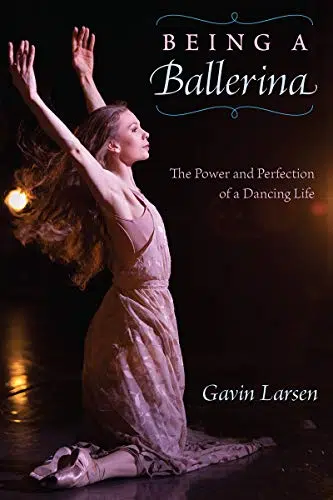 BEING A
Ballerina
The Power and Perfection
of a Dancing Life
Gavin Larsen